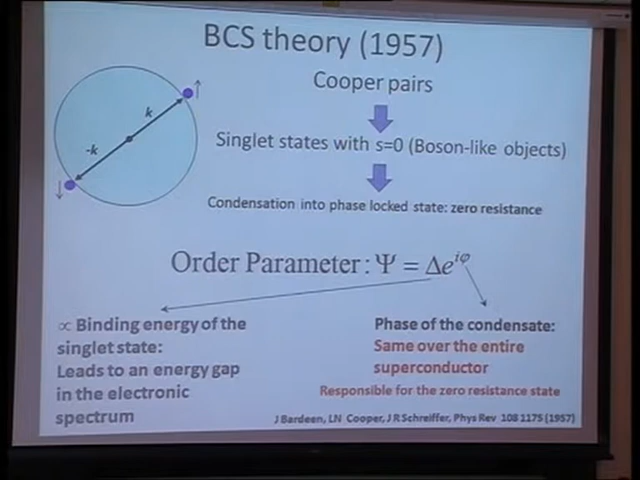 BCS theory (1957)
Cooper pairs
k
-k
↑
↓
Singlet states with s=0 (Boson-like objects)
Condensation into phase locked state: zero resistance
Order Parameter : Ψ = Δe^{iφ}
∝ Binding energy of the
singlet state:
Leads to an energy gap
in the electronic
spectrum
Phase of the condensate:
Same over the entire
superconductor
Responsible for the zero resistance state
J Bardeen, LN Cooper, J R Schreiffer, Phys Rev 108 1175 (1957)